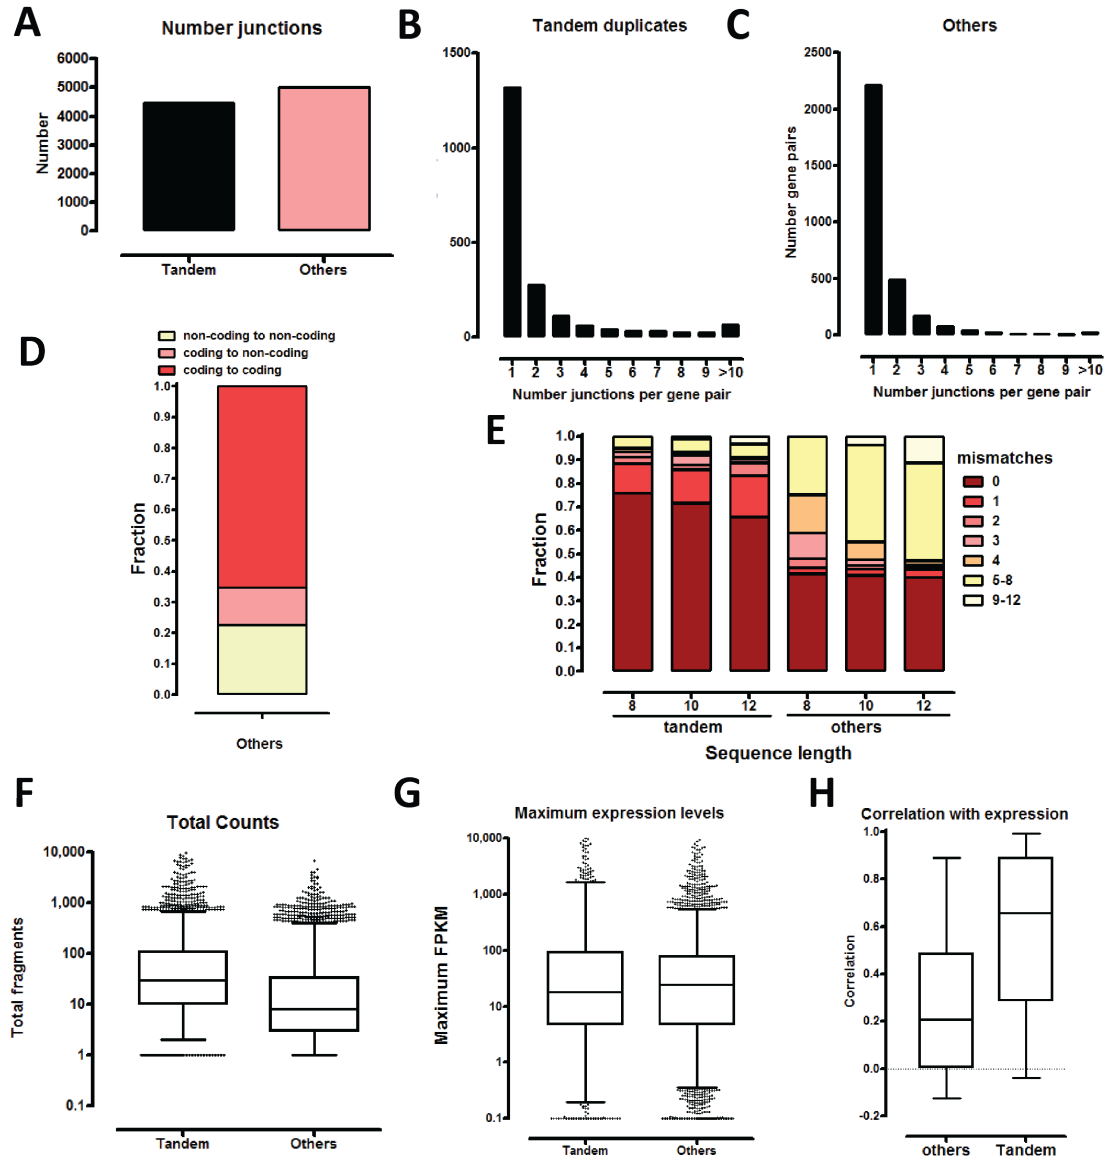 A
Number junctions
Number
6000
5000
4000
3000
2000
1000
0
Tandem
Others
B
Tandem duplicates
1500
1000
500
0
1 2 3 4 5 6 7 8 9 >10
Number junctions per gene pair
C
Others
Number gene pairs
2500
2000
1500
1000
500
0
1 2 3 4 5 6 7 8 9 >10
Number junctions per gene pair
D
non-coding to non-coding
coding to non-coding
coding to coding
Fraction
1.0
0.9
0.8
0.7
0.6
0.5
0.4
0.3
0.2
0.1
0.0
Others
E
Fraction
1.0
0.9
0.8
0.7
0.6
0.5
0.4
0.3
0.2
0.1
0.0
8 10 12 8 10 12
tandem others
Sequence length
mismatches
0
1
2
3
4
5-8
9-12
F
Total Counts
Total fragments
10,000
1,000
100
10
1
0.1
Tandem
Others
G
Maximum expression levels
Maximum FPKM
10,000
1,000
100
10
1
0.1
Tandem
Others
H
Correlation with expression
Correlation
1.0
0.8
0.6
0.4
0.2
0.0
-0.2
others
Tandem